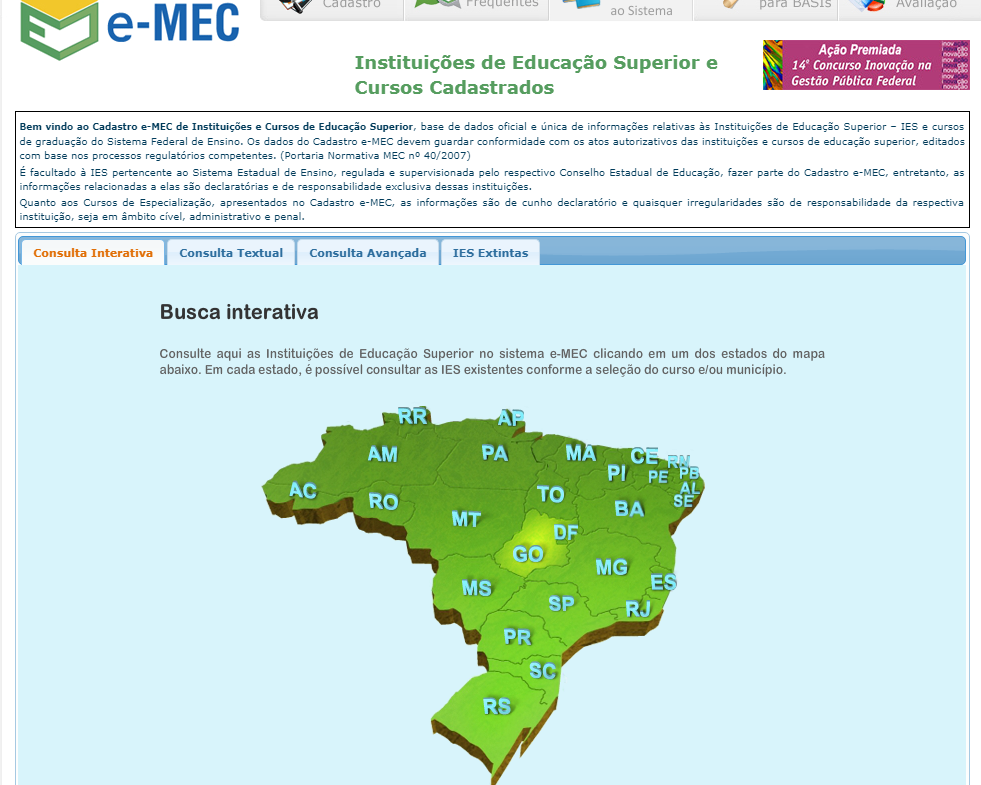 Cadastro
Frequentes
ao Sistema
para BASIs
Avaliação
e-MEC
Instituições de Educação Superior e
Cursos Cadastrados
Ação Premiada
14º Concurso Inovação na
Gestão Pública Federal
Bem vindo ao Cadastro e-MEC de Instituições e Cursos de Educação Superior, base de dados oficial e única de informações relativas às Instituições de Educação Superior – IES e cursos
de graduação do Sistema Federal de Ensino. Os dados do Cadastro e-MEC devem guardar conformidade com os atos autorizativos das instituições e cursos de educação superior, editados
com base nos processos regulatórios competentes. (Portaria Normativa MEC nº 40/2007)
É facultado à IES pertencente ao Sistema Estadual de Ensino, regulada e supervisionada pelo respectivo Conselho Estadual de Educação, fazer parte do Cadastro e-MEC, entretanto, as
informações relacionadas a elas são declaratórias e de responsabilidade exclusiva dessas instituições.
Quanto aos Cursos de Especialização, apresentados no Cadastro e-MEC, as informações são de cunho declaratório e quaisquer irregularidades são de responsabilidade da respectiva
instituição, seja em âmbito cível, administrativo e penal.
Consulta Interativa
Consulta Textual
Consulta Avançada
IES Extintas
Busca interativa
Consulte aqui as Instituições de Educação Superior no sistema e-MEC clicando em um dos estados do mapa
abaixo. Em cada estado, é possível consultar as IES existentes conforme a seleção do curso e/ou município.
RR
AP
AM
PA
MA
CE
RN
PI
PE
PB
AC
RO
TO
AL
SE
BA
MT
DF
GO
MG
MS
ES
SP
RJ
PR
SC
RS